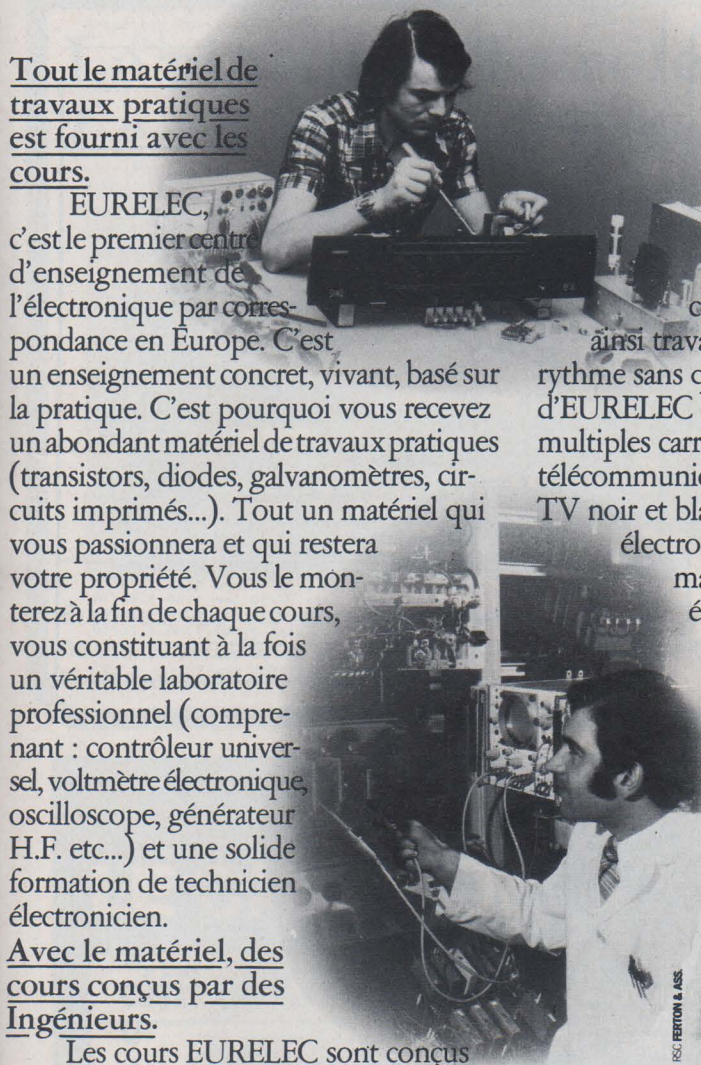 Tout le matériel de
travaux pratiques
est fourni avec les
cours.
EURELEC,
c'est le premier centre
d'enseignement de
l'électronique par corres-
pondance en Europe. C'est
un enseignement concret, vivant, basé sur
la pratique. C'est pourquoi vous recevez
un abondant matériel de travaux pratiques
(transistors, diodes, galvanomètres, cir-
cuits imprimés...). Tout un matériel qui
vous passionnera et qui restera
votre propriété. Vous le mon-
terez à la fin de chaque cours,
vous constituant à la fois
un véritable laboratoire
professionnel (compre-
nant : contrôleur univer-
sel, voltmètre électronique,
oscilloscope, générateur
H.F. etc...) et une solide
formation de technicien
électronicien.
Avec le matériel, des
cours conçus par des
Ingénieurs.
Les cours EURELEC sont conçus
ainsi trava
rythme sans c
d'EURELEC
multiples carr
télécommuni
TV noir et bla
électro
ma
é
RSC FERTON & ASS.